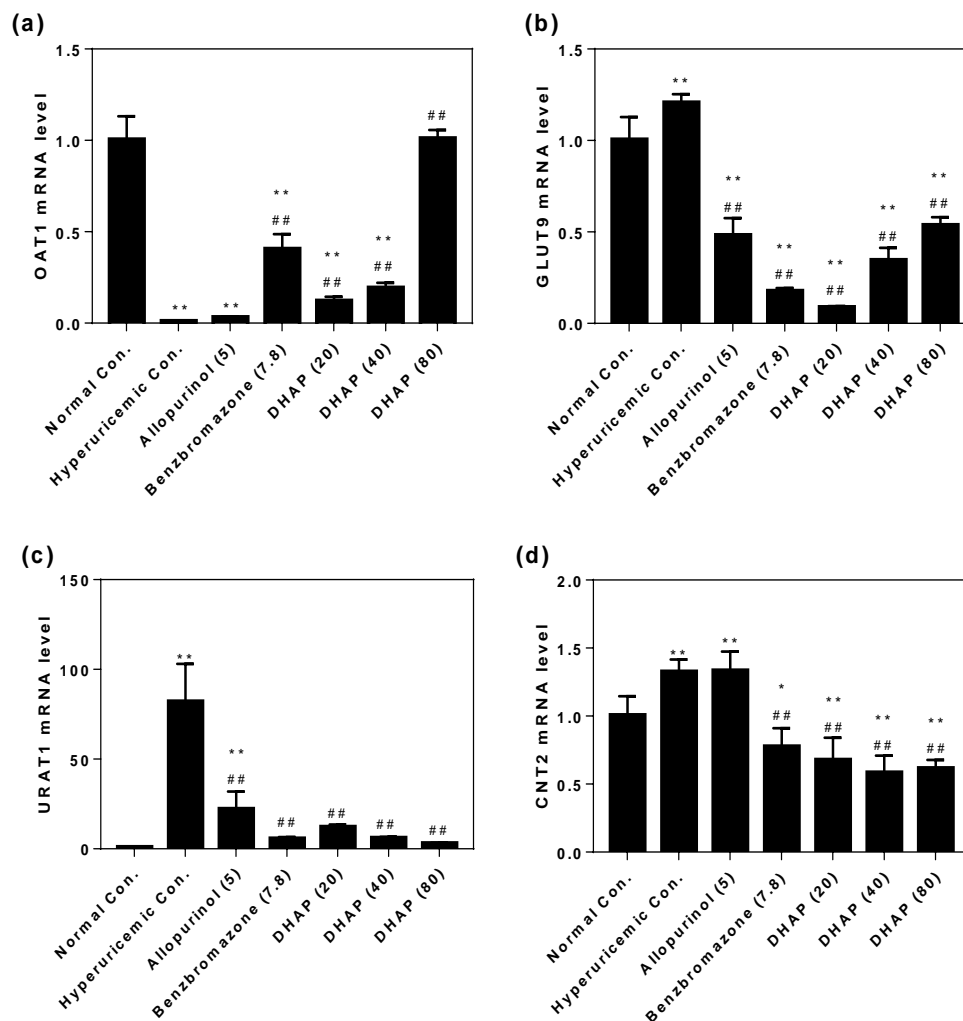 (a)
OAT1 mRNA level
1.5
1.0
0.5
0.0
**
**
**
##
**
##
**
##
##
Normal Con.
Hyperuricemic Con.
Allopurinol (5)
Benzbromazone (7.8)
DHAP (20)
DHAP (40)
DHAP (80)
(b)
GLUT9 mRNA level
1.5
1.0
0.5
0.0
**
**
##
**
##
**
##
**
##
**
##
Normal Con.
Hyperuricemic Con.
Allopurinol (5)
Benzbromazone (7.8)
DHAP (20)
DHAP (40)
DHAP (80)
(c)
URAT1 mRNA level
150
100
50
0
**
**
##
##
##
##
##
Normal Con.
Hyperuricemic Con.
Allopurinol (5)
Benzbromazone (7.8)
DHAP (20)
DHAP (40)
DHAP (80)
(d)
CNT2 mRNA level
2.0
1.5
1.0
0.5
0.0
**
**
*
##
**
##
**
##
**
##
Normal Con.
Hyperuricemic Con.
Allopurinol (5)
Benzbromazone (7.8)
DHAP (20)
DHAP (40)
DHAP (80)